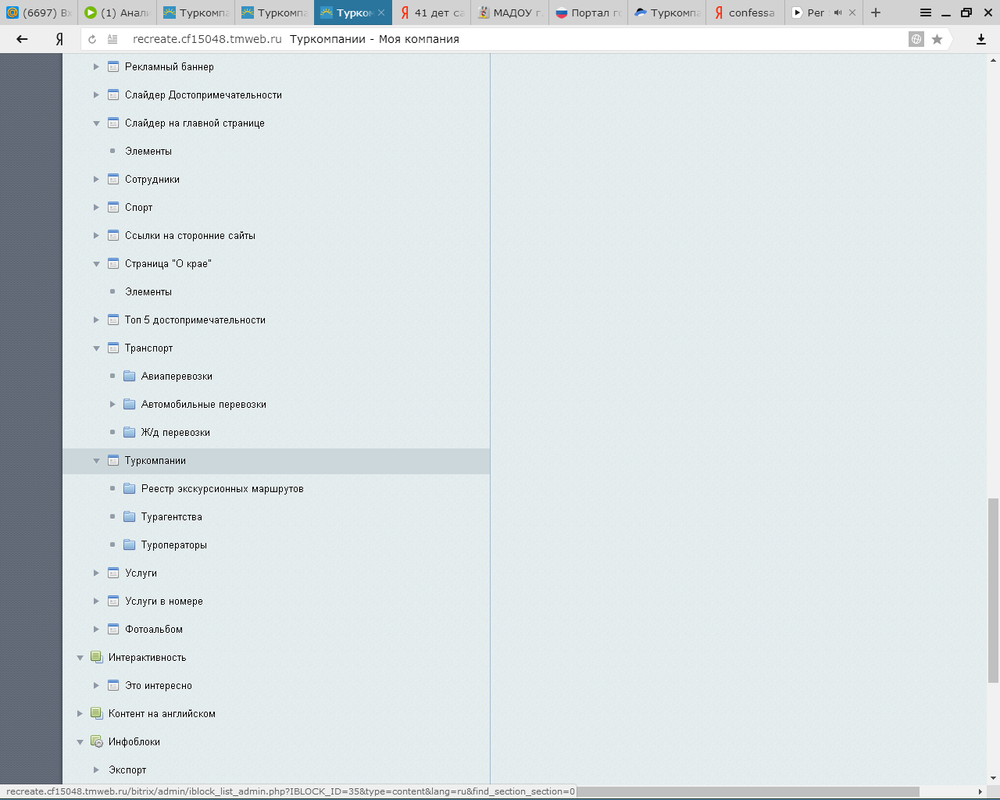 (6697) Вх
(1) Анали
Туркомпа
Туркомпа
Турком
41 дет са
МАДОУ г.
Портал го
Туркомпа
confessa
Per
Я
recreate.cf15048.tmweb.ru Туркомпании - Моя компания
Рекламный баннер
Слайдер Достопримечательности
Слайдер на главной странице
Элементы
Сотрудники
Спорт
Ссылки на сторонние сайты
Страница "О крае"
Элементы
Топ 5 достопримечательности
Транспорт
Авиаперевозки
Автомобильные перевозки
Ж/д перевозки
Туркомпании
Реестр экскурсионных маршрутов
Турагентства
Туроператоры
Услуги
Услуги в номере
Фотоальбом
Интерактивность
Это интересно
Контент на английском
Инфоблоки
Экспорт
recreate.cf15048.tmweb.ru/bitrix/admin/iblock_list_admin.php?IBLOCK_ID=35&type=content&lang=ru&find_section_section=0